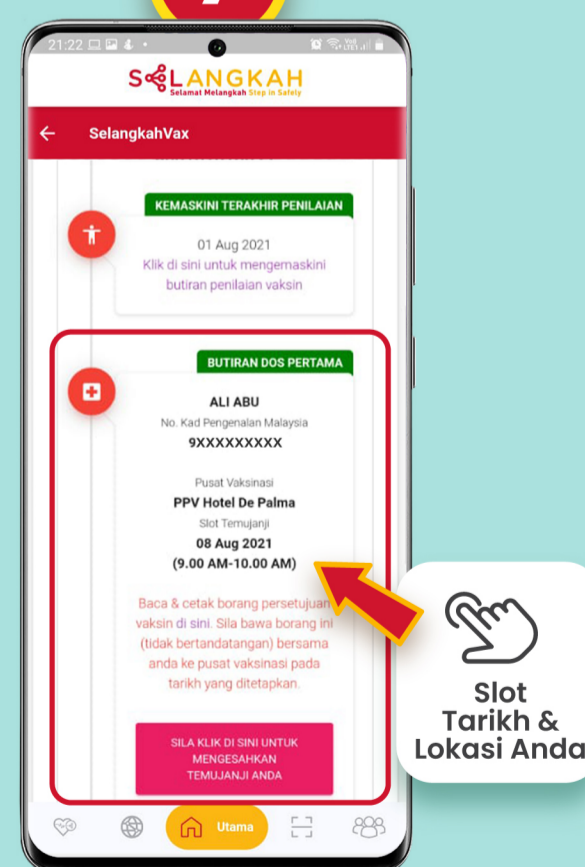 21:22
SELANGKAH
Selamat Melangkah Step in Safely
SelangkahVax
KEMASKINI TERAKHIR PENILAIAN
01 Aug 2021
Klik di sini untuk mengemaskini
butiran penilaian vaksin
BUTIRAN DOS PERTAMA
ALI ABU
No. Kad Pengenalan Malaysia
9XXXXXXXXX
Pusat Vaksinasi
PPV Hotel De Palma
Slot Temujanji
08 Aug 2021
(9.00 AM-10.00 AM)
Baca & cetak borang persetujuan
vaksin di sini. Sila bawa borang ini
(tidak bertandatangan) bersama
anda ke pusat vaksinasi pada
tarikh yang ditetapkan.
SILA KLIK DI SINI UNTUK
MENGESAHKAN
TEMUJANJI ANDA
Utama
Slot
Tarikh &
Lokasi Anda